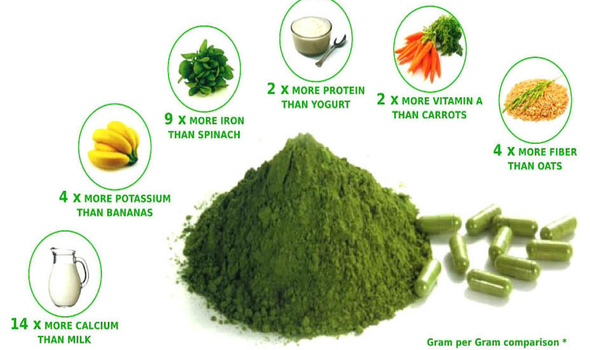 2 x MORE PROTEIN
THAN YOGURT
2 x MORE VITAMIN A
THAN CARROTS
9 x MORE IRON
THAN SPINACH
4 x MORE FIBER
THAN OATS
4 x MORE POTASSIUM
THAN BANANAS
14 x MORE CALCIUM
THAN MILK
Gram per Gram comparison *